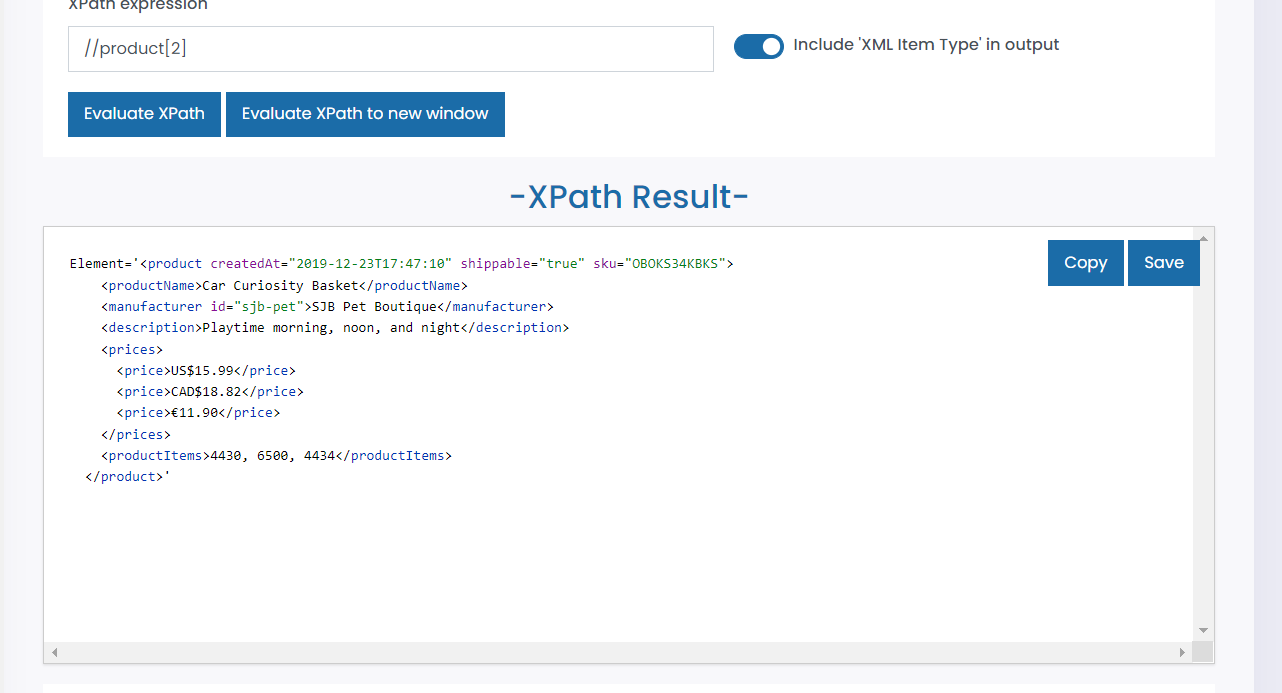 XPath expression
//product[2]
Include 'XML Item Type' in output
Evaluate XPath
Evaluate XPath to new window
-XPath Result-
Copy
Save
Element='<product createdAt="2019-12-23T17:47:10" shippable="true" sku="OBOKS34KBKS">
<productName>Car Curiosity Basket</productName>
<manufacturer id="sjb-pet">SJB Pet Boutique</manufacturer>
<description>Playtime morning, noon, and night</description>
<prices>
<price>US$15.99</price>
<price>CAD$18.82</price>
<price>€11.90</price>
</prices>
<productItems>4430, 6500, 4434</productItems>
</product>'